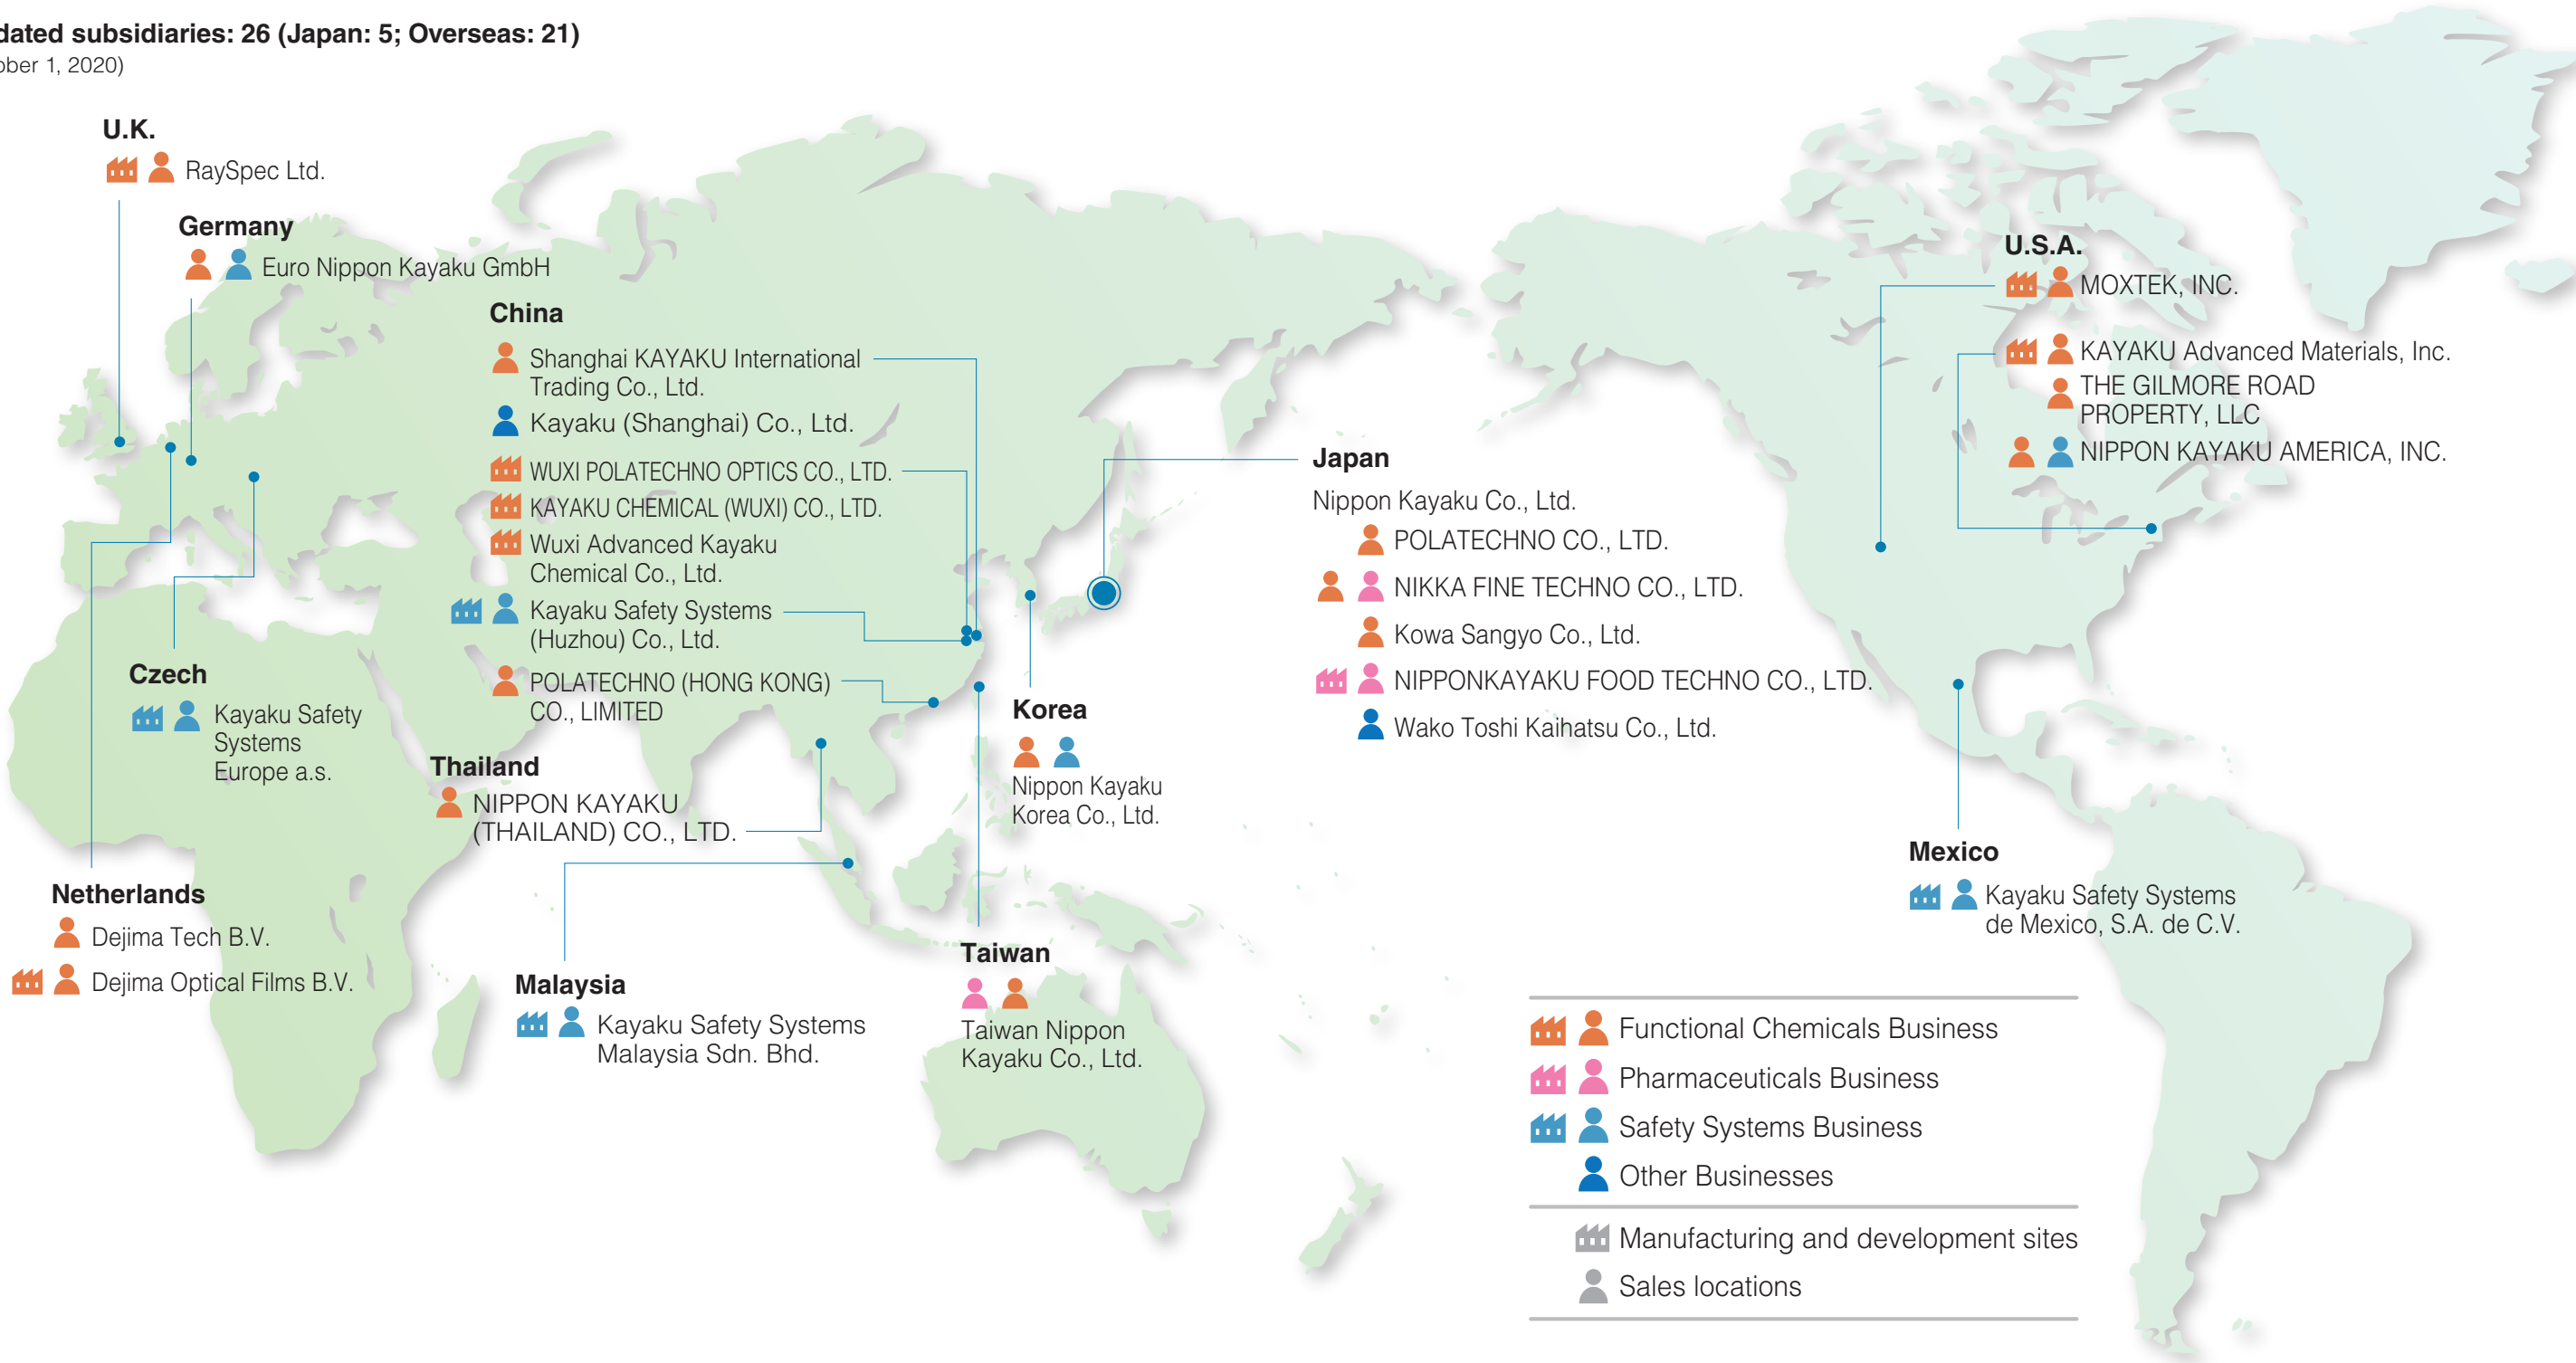 dated subsidiaries: 26 (Japan: 5; Overseas: 21)
ober 1, 2020)
U.K.
RaySpec Ltd.
Germany
Euro Nippon Kayaku GmbH
China
Shanghai KAYAKU International
Trading Co., Ltd.
Kayaku (Shanghai) Co., Ltd.
WUXI POLATECHNO OPTICS CO., LTD.
KAYAKU CHEMICAL (WUXI) CO., LTD.
Wuxi Advanced Kayaku
Chemical Co., Ltd.
Kayaku Safety Systems
(Huzhou) Co., Ltd.
POLATECHNO (HONG KONG)
CO., LIMITED
Czech
Kayaku Safety
Systems
Europe a.s.
Thailand
NIPPON KAYAKU
(THAILAND) CO., LTD.
Netherlands
Dejima Tech B.V.
Dejima Optical Films B.V.
Malaysia
Kayaku Safety Systems
Malaysia Sdn. Bhd.
Taiwan
Taiwan Nippon
Kayaku Co., Ltd.
Korea
Nippon Kayaku
Korea Co., Ltd.
Japan
Nippon Kayaku Co., Ltd.
POLATECHNO CO., LTD.
NIKKA FINE TECHNO CO., LTD.
Kowa Sangyo Co., Ltd.
NIPPONKAYAKU FOOD TECHNO CO., LTD.
Wako Toshi Kaihatsu Co., Ltd.
U.S.A.
MOXTEK, INC.
KAYAKU Advanced Materials, Inc.
THE GILMORE ROAD
PROPERTY, LLC
NIPPON KAYAKU AMERICA, INC.
Mexico
Kayaku Safety Systems
de Mexico, S.A. de C.V.
Functional Chemicals Business
Pharmaceuticals Business
Safety Systems Business
Other Businesses
Manufacturing and development sites
Sales locations